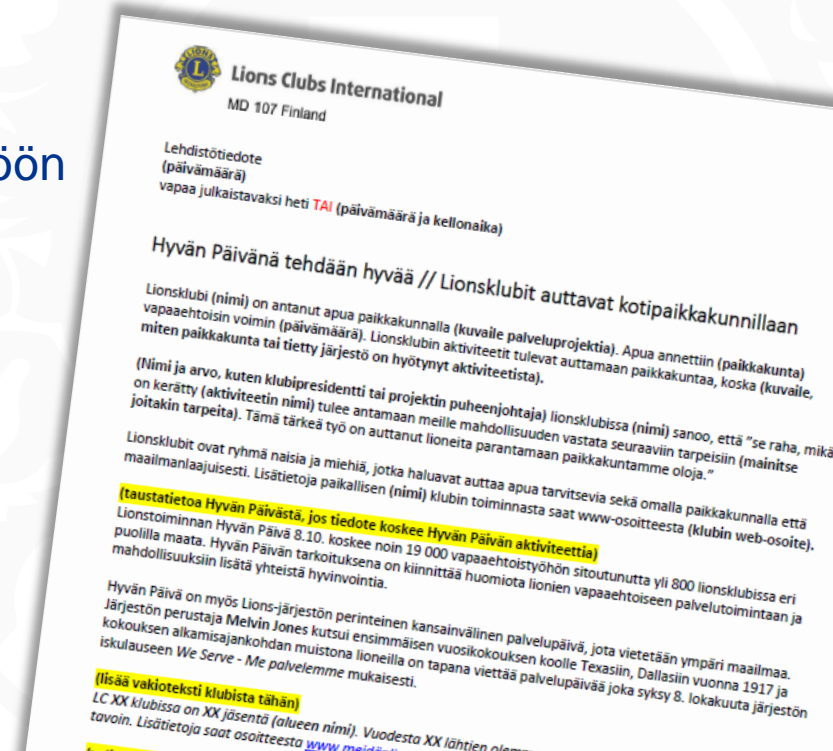 öön
Lions Clubs International
MD 107 Finland
Lehdistötiedote
(päivämäärä)
vapaa julkaistavaksi heti TAI (päivämäärä ja kellonaika)
Hyvän Päivänä tehdään hyvää // Lionsklubit auttavat kotipaikkakunnillaan
Lionsklubi (nimi) on antanut apua paikkakunnalla (kuvaile palveluprojektia). Apua annettiin (paikkakunta)
vapaaehtoisin voimin (päivämäärä). Lionsklubin aktiviteetit tulevat auttamaan paikkakuntaa, koska (kuvaile,
miten paikkakunta tai tietty järjestö on hyötynyt aktiviteetista).
(Nimi ja arvo, kuten klubipresidentti tai projektin puheenjohtaja) lionsklubissa (nimi) sanoo, että "se raha, mikä
on kerätty (aktiviteetin nimi) tulee antamaan meille mahdollisuuden vastata seuraaviin tarpeisiin (mainitse
joitakin tarpeita). Tämä tärkeä työ on auttanut lioneita parantamaan paikkakuntamme oloja."
Lionsklubit ovat ryhmä naisia ja miehiä, jotka haluavat auttaa apua tarvitsevia sekä omalla paikkakunnalla että
maailmanlaajuisesti. Lisätietoja paikallisen (nimi) klubin toiminnasta saat www-osoitteesta (klubin web-osoite).
(taustatietoa Hyvän Päivästä, jos tiedote koskee Hyvän Päivän aktiviteettia)
Lionstoiminnan Hyvän Päivä 8.10. koskee noin 19 000 vapaaehtoistyöhön sitoutunutta yli 800 lionsklubissa eri
puolilla maata. Hyvän Päivän tarkoituksena on kiinnittää huomiota lionien vapaaehtoiseen palvelutoimintaan ja
mahdollisuuksiin lisätä yhteistä hyvinvointia.
Hyvän Päivä on myös Lions-järjestön perinteinen kansainvälinen palvelupäivä, jota vietetään ympäri maailmaa.
Järjestön perustaja Melvin Jones kutsui ensimmäisen vuosikokouksen koolle Texasiin, Dallasiin vuonna 1917 ja
kokouksen alkamisajankohdan muistona lioneilla on tapana viettää palvelupäivää joka syksy 8. lokakuuta järjestön
iskulauseen We Serve - Me palvelemme mukaisesti.
(lisää vakioteksti klubista tähän)
LC XX klubissa on XX jäsentä (alueen nimi). Vuodesta XX lähtien
tavoin. Lisätietoja saat osoitteesta